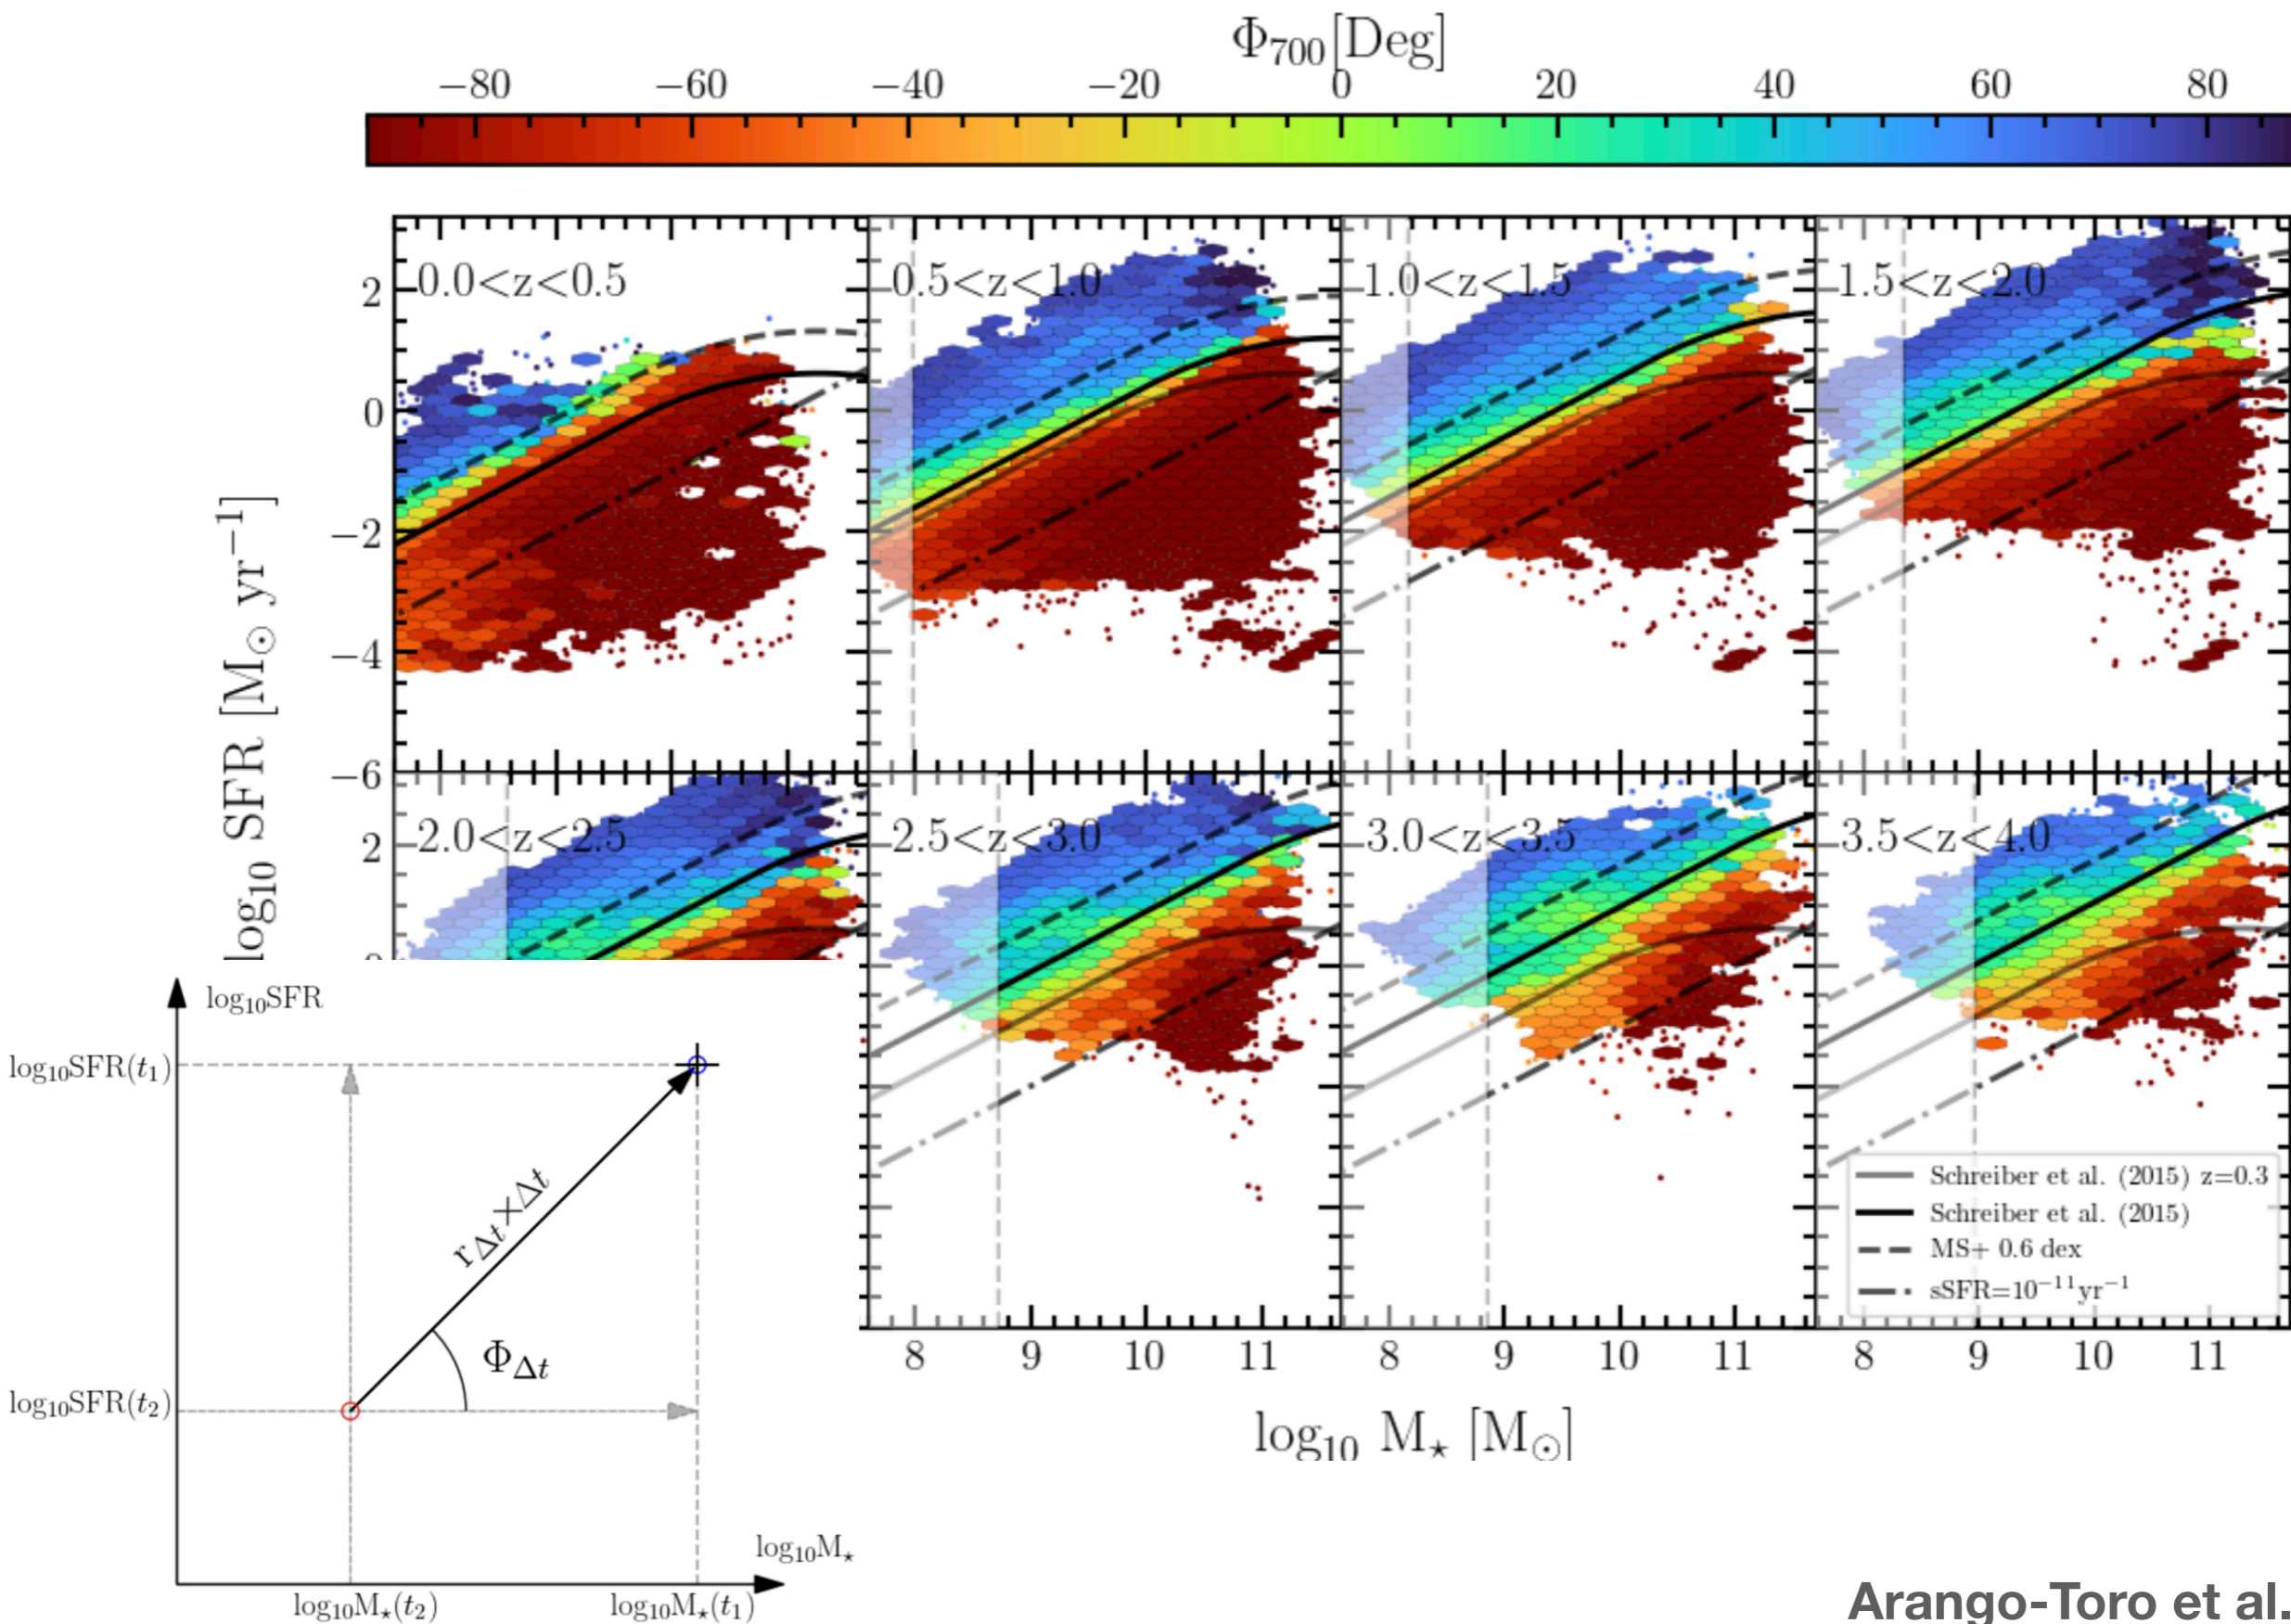 Φ₇₀₀[Deg]
−80 −60 −40 −20 0 20 40 60 80
log₁₀ SFR [M⊙ yr⁻¹]
0.0<z<0.5 0.5<z<1.0 1.0<z<1.5 1.5<z<2.0
2
0
−2
−4
−6
2.0<z<2.5 2.5<z<3.0 3.0<z<3.5 3.5<z<4.0
2
Schreiber et al. (2015) z=0.3
Schreiber et al. (2015)
MS+ 0.6 dex
sSFR=10⁻¹¹yr⁻¹
8 9 10 11 8 9 10 11 8 9 10 11
log₁₀ M⋆ [M⊙]
log₁₀SFR
log₁₀SFR(t₁)
r_Δt×Δt
Φ_Δt
log₁₀SFR(t₂)
log₁₀M⋆
log₁₀M⋆(t₂) log₁₀M⋆(t₁)
Arango-Toro et al.